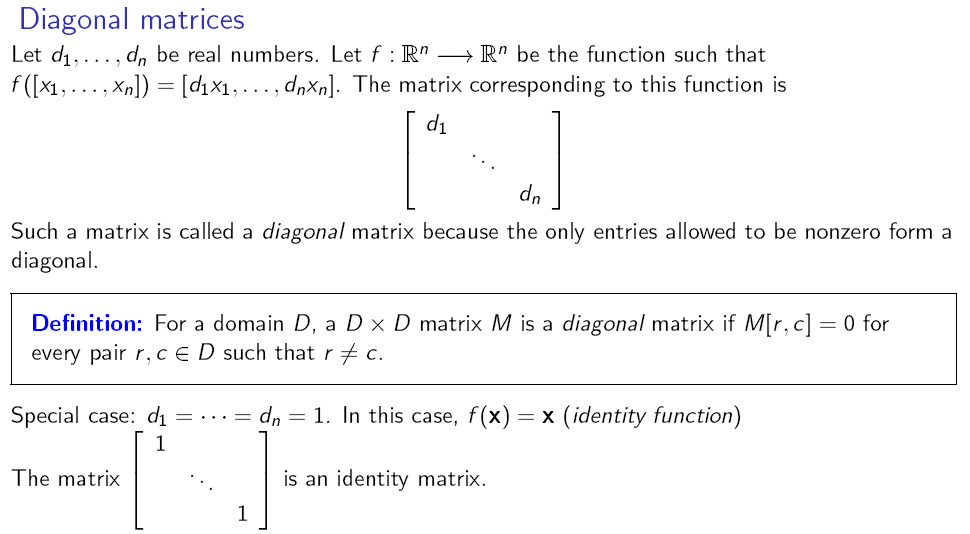 Diagonal matrices
Let d₁, . . . , dₙ be real numbers. Let f : ℝⁿ ⟶ ℝⁿ be the function such that
f([x₁, . . . , xₙ]) = [d₁x₁, . . . , dₙxₙ]. The matrix corresponding to this function is
d₁
⋱
dₙ
Such a matrix is called a diagonal matrix because the only entries allowed to be nonzero form a
diagonal.
Definition: For a domain D, a D × D matrix M is a diagonal matrix if M[r, c] = 0 for
every pair r, c ∈ D such that r ≠ c.
Special case: d₁ = ⋯ = dₙ = 1. In this case, f(x) = x (identity function)
1
The matrix [ ⋱ ] is an identity matrix.
1